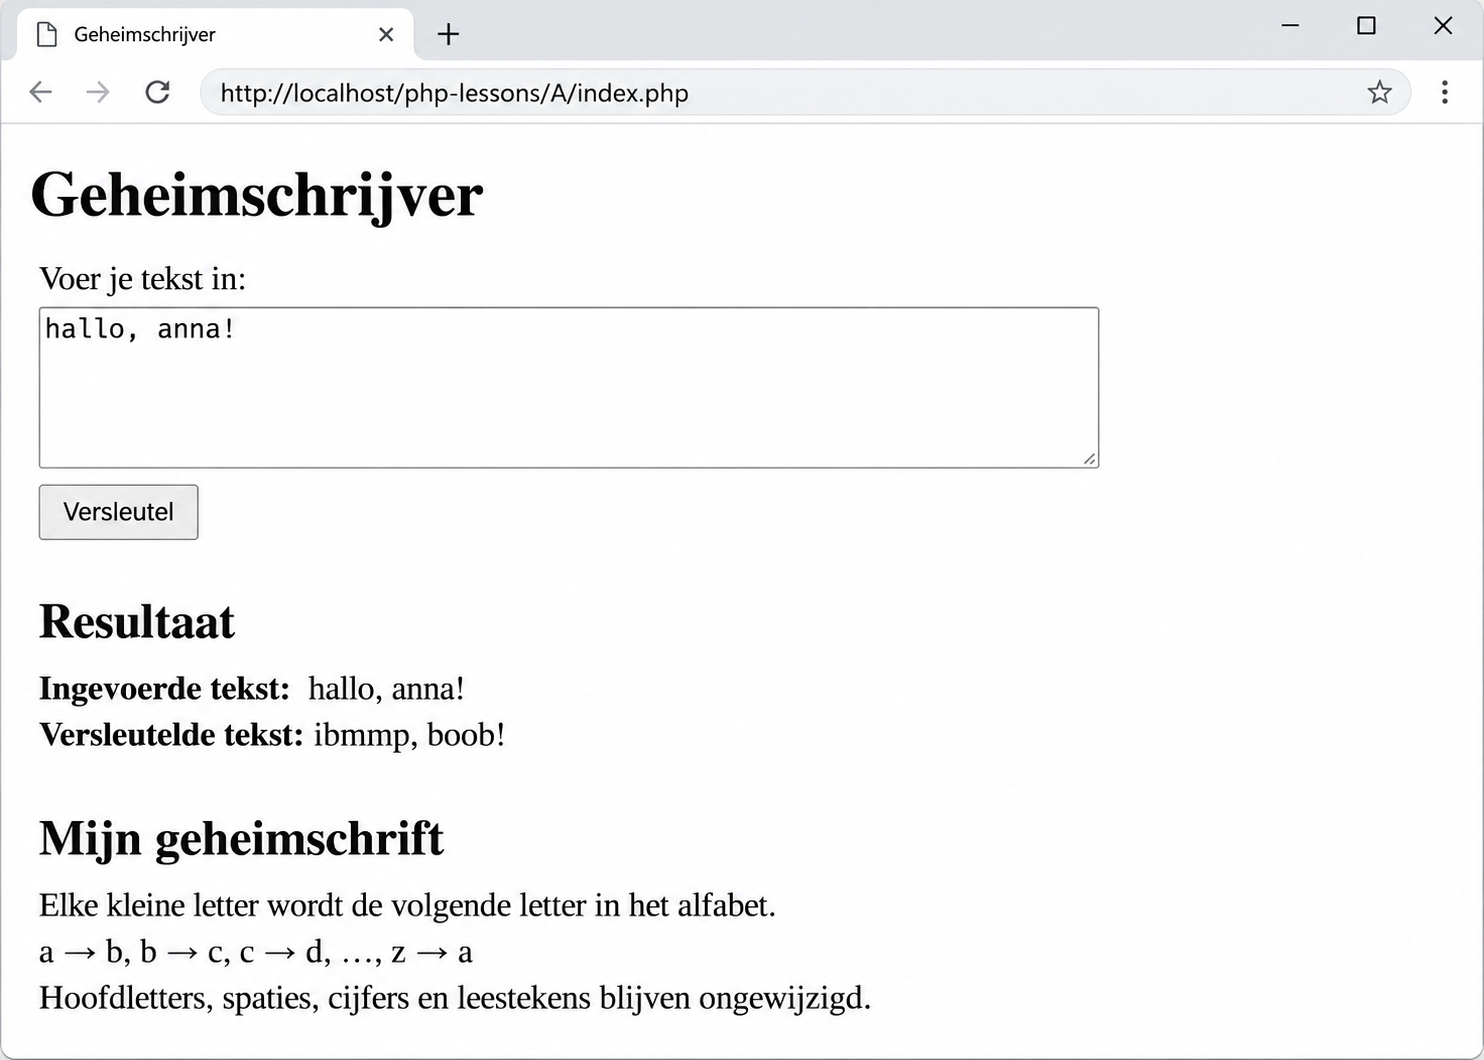 Geheimschrijver
http://localhost/php-lessons/A/index.php
Geheimschrijver
Voer je tekst in:
hallo, anna!
Versleutel
Resultaat
Ingevoerde tekst: hallo, anna!
Versleutelde tekst: ibmmp, boob!
Mijn geheimschrift
Elke kleine letter wordt de volgende letter in het alfabet.
a → b, b → c, c → d, …, z → a
Hoofdletters, spaties, cijfers en leestekens blijven ongewijzigd.